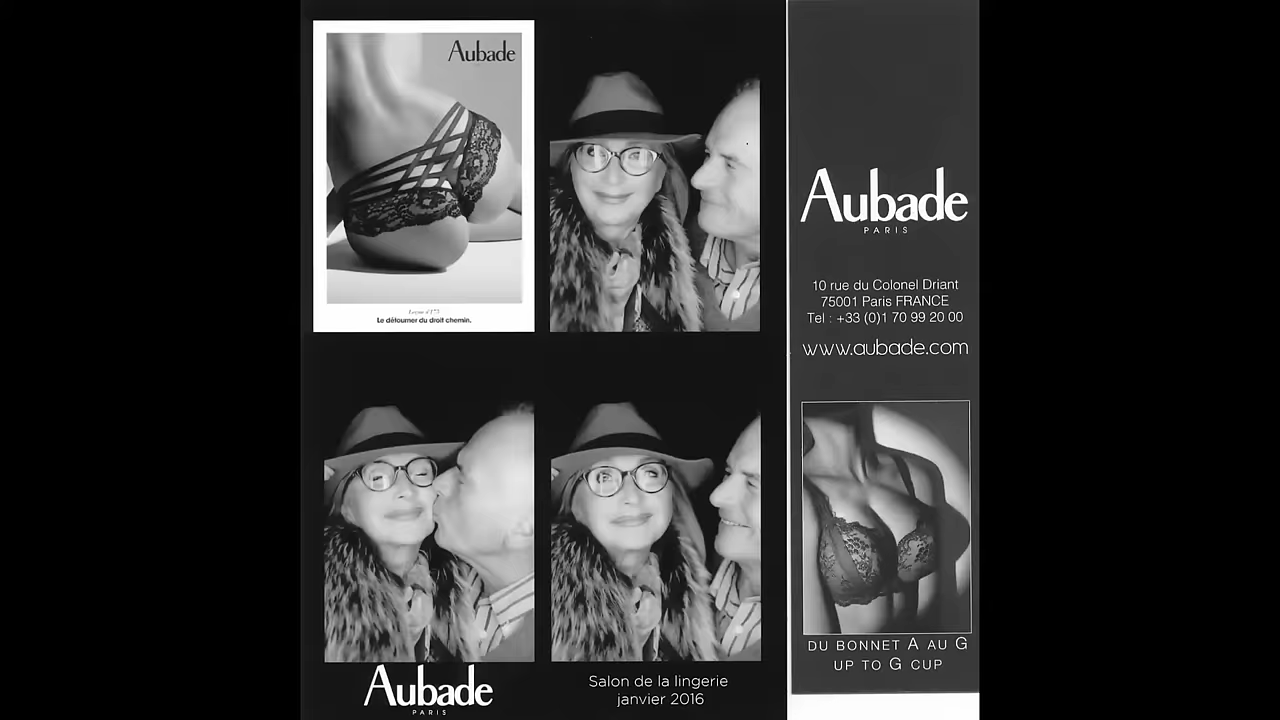 Aubade
Leçon n°175
Le détourner du droit chemin.
Aubade
PARIS
Salon de la lingerie
janvier 2016
Aubade
PARIS
10 rue du Colonel Driant
75001 Paris FRANCE
Tel : +33 (0)1 70 99 20 00
www.aubade.com
DU BONNET A AU G
UP TO G CUP